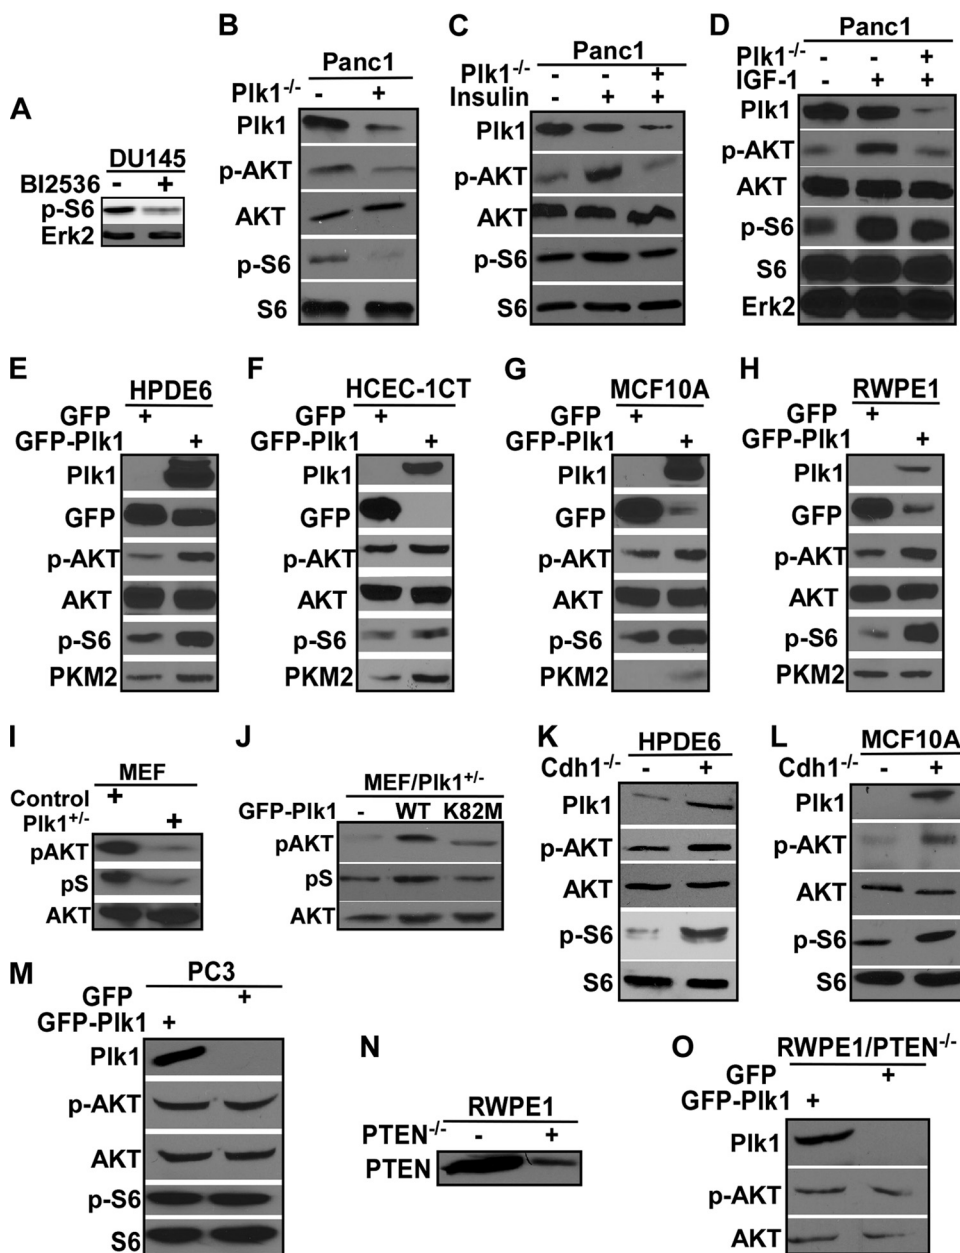 A
DU145
BI2536 - +
p-S6
Erk2
B
Panc1
Plk1-/- - +
Plk1
p-AKT
AKT
p-S6
S6
C
Panc1
Plk1-/- - - +
Insulin - + +
Plk1
p-AKT
AKT
p-S6
S6
D
Panc1
Plk1-/- - - +
IGF-1 - + +
Plk1
p-AKT
AKT
p-S6
S6
Erk2
E
HPDE6
GFP +
GFP-Plk1 +
Plk1
GFP
p-AKT
AKT
p-S6
PKM2
F
HCEC-1CT
GFP +
GFP-Plk1 +
Plk1
GFP
p-AKT
AKT
p-S6
PKM2
G
MCF10A
GFP +
GFP-Plk1 +
Plk1
GFP
p-AKT
AKT
p-S6
PKM2
H
RWPE1
GFP +
GFP-Plk1 +
Plk1
GFP
p-AKT
AKT
p-S6
PKM2
I
MEF
Control +
Plk1+/- +
pAKT
pS
AKT
J
MEF/Plk1+/-
GFP-Plk1 - WT K82M
pAKT
pS
AKT
K
HPDE6
Cdh1-/- - +
Plk1
p-AKT
AKT
p-S6
S6
L
MCF10A
Cdh1-/- - +
Plk1
p-AKT
AKT
p-S6
S6
M
PC3
GFP +
GFP-Plk1 +
Plk1
p-AKT
AKT
p-S6
S6
N
RWPE1
PTEN-/- - +
PTEN
O
RWPE1/PTEN-/-
GFP +
GFP-Plk1 +
Plk1
p-AKT
AKT